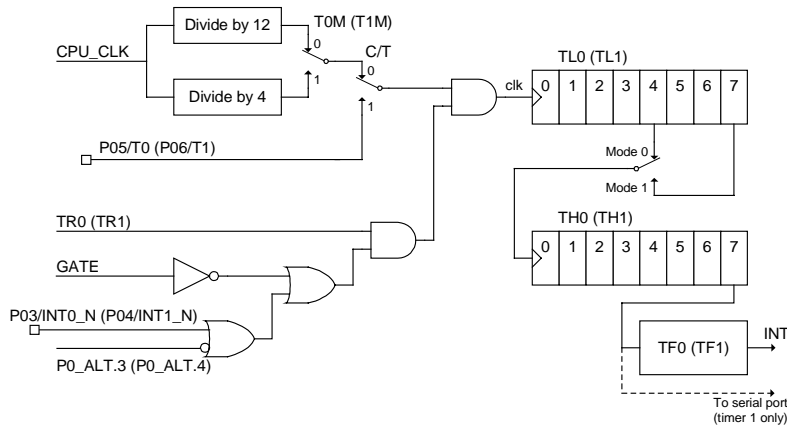 Divide by 12
T0M (T1M)
CPU_CLK
0
1
C/T
0
1
Divide by 4
P05/T0 (P06/T1)
clk
TL0 (TL1)
0 1 2 3 4 5 6 7
Mode 0
Mode 1
TR0 (TR1)
GATE
TH0 (TH1)
0 1 2 3 4 5 6 7
P03/INT0_N (P04/INT1_N)
P0_ALT.3 (P0_ALT.4)
TF0 (TF1)
INT
To serial port
(timer 1 only)